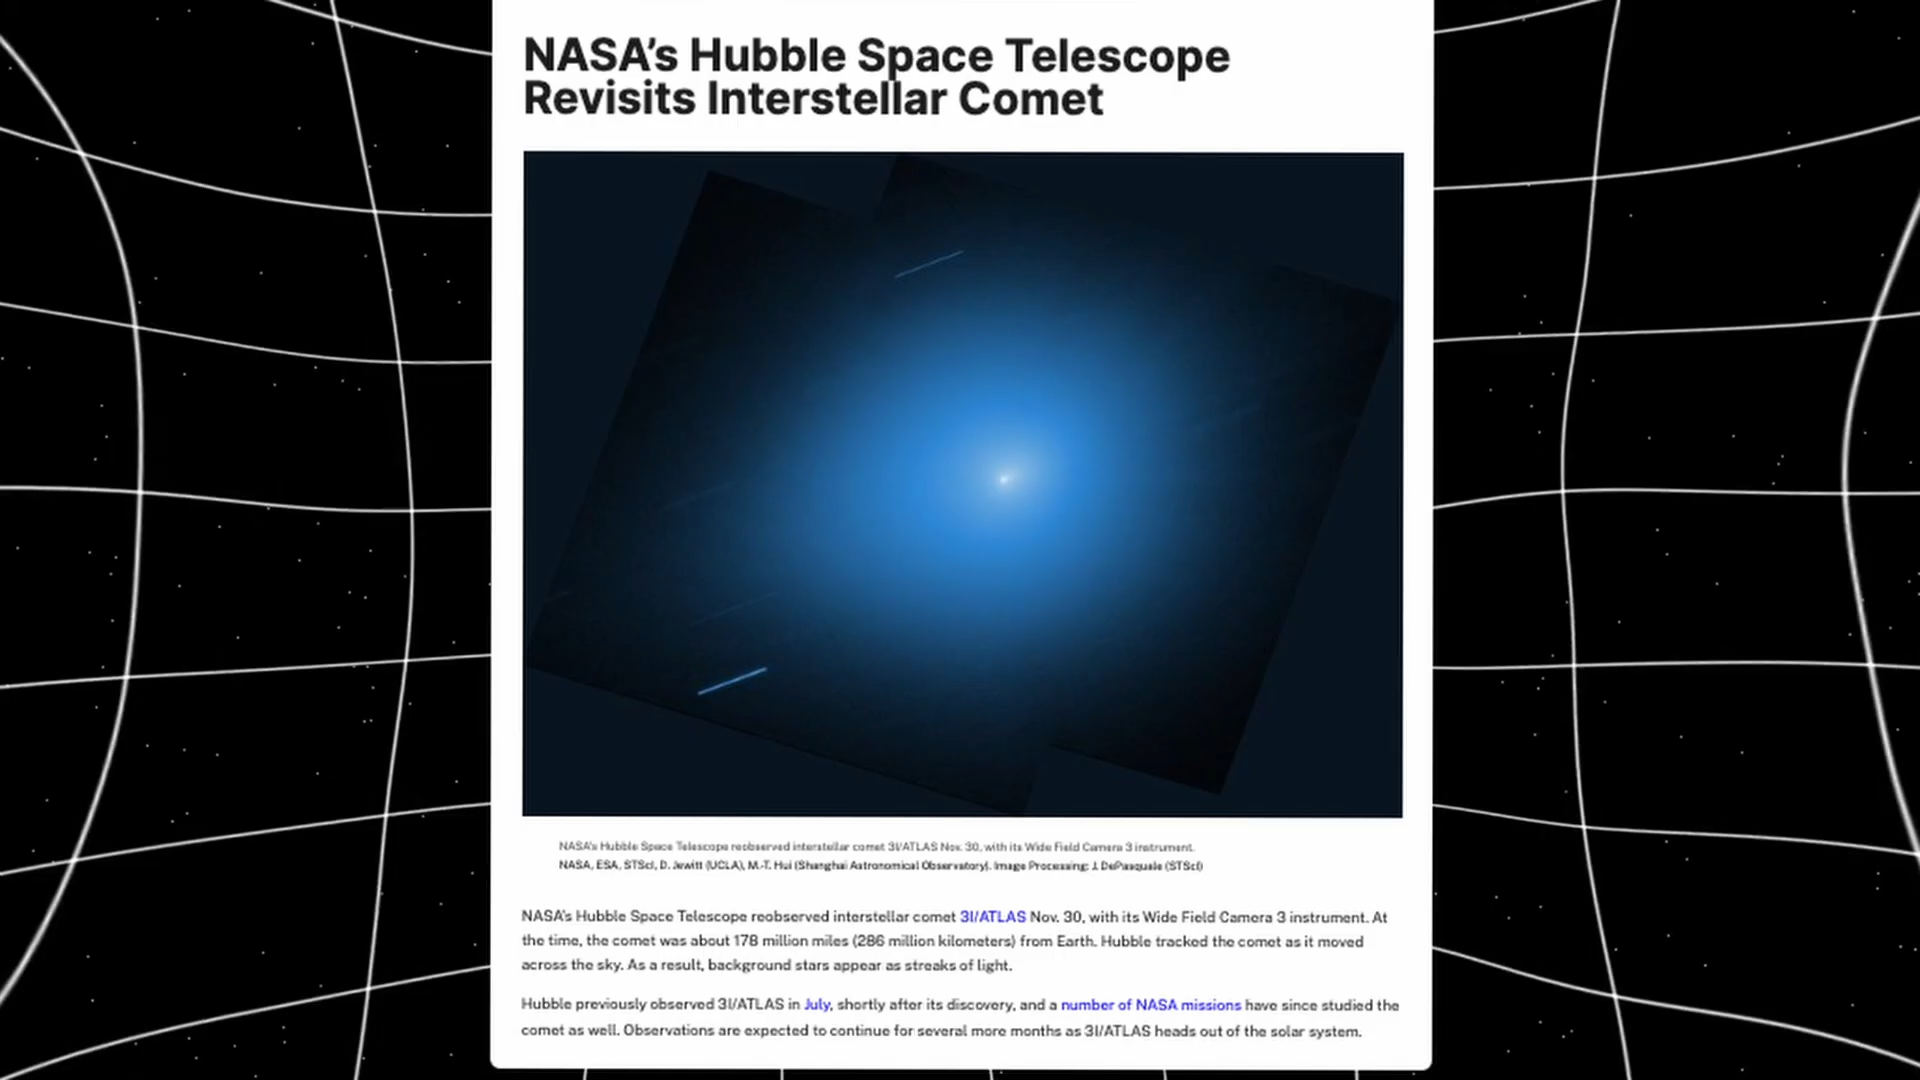 NASA's Hubble Space Telescope
Revisits Interstellar Comet
NASA's Hubble Space Telescope reobserved interstellar comet 3I/ATLAS Nov. 30, with its Wide Field Camera 3 instrument.
NASA, ESA, STScI, D. Jewitt (UCLA), M.-T. Hui (Shanghai Astronomical Observatory). Image Processing: J. DePasquale (STScI)
NASA's Hubble Space Telescope reobserved interstellar comet 3I/ATLAS Nov. 30, with its Wide Field Camera 3 instrument. At
the time, the comet was about 178 million miles (286 million kilometers) from Earth. Hubble tracked the comet as it moved
across the sky. As a result, background stars appear as streaks of light.
Hubble previously observed 3I/ATLAS in July, shortly after its discovery, and a number of NASA missions have since studied the
comet as well. Observations are expected to continue for several more months as 3I/ATLAS heads out of the solar system.